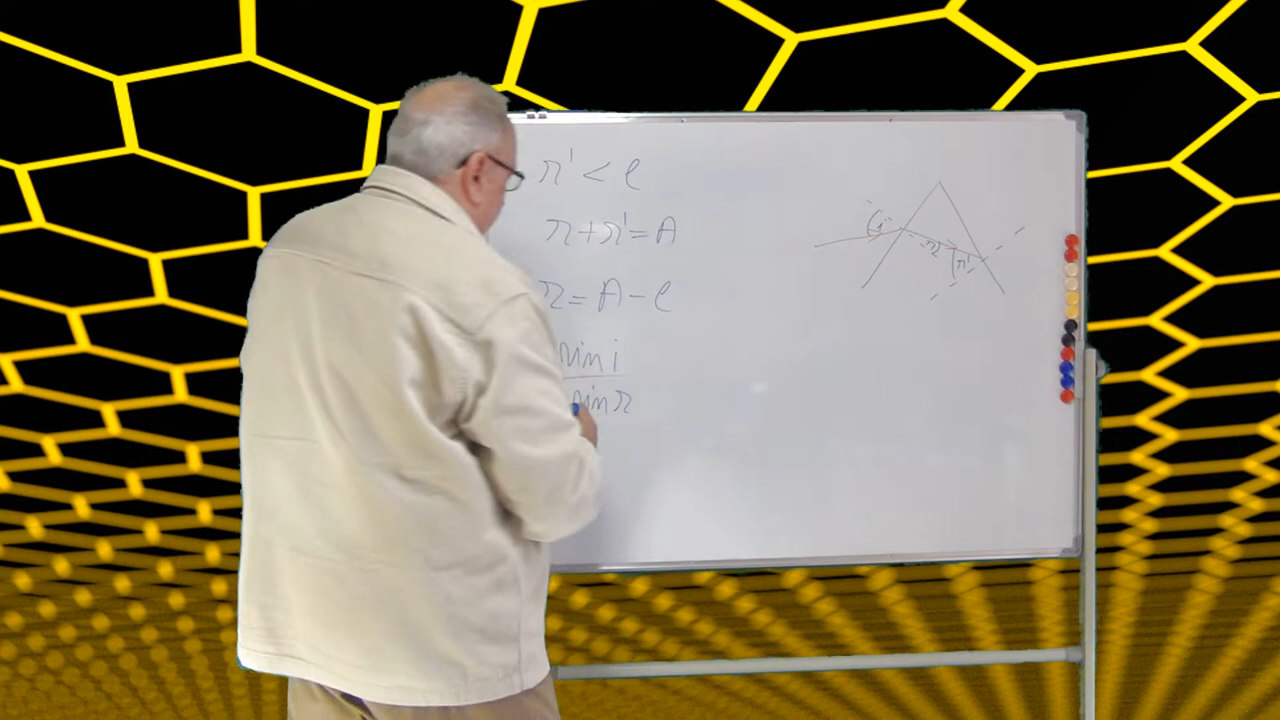 r' < l
r + r' = A
r = A - l
sin i
sin r
i
r
r'